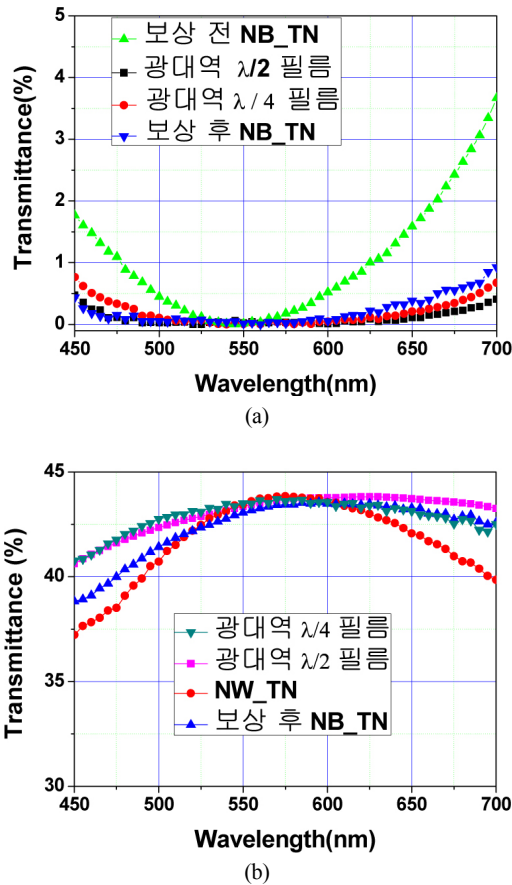 (a)
5
4
3
2
1
0
Transmittance(%)
보상 전 NB_TN
광대역 λ/2 필름
광대역 λ / 4 필름
보상 후 NB_TN
450 500 550 600 650 700
Wavelength(nm)
(a)
45
40
35
30
Transmittance (%)
광대역 λ/4 필름
광대역 λ/2 필름
NW_TN
보상 후 NB_TN
450 500 550 600 650 700
Wavelength(nm)
(b)